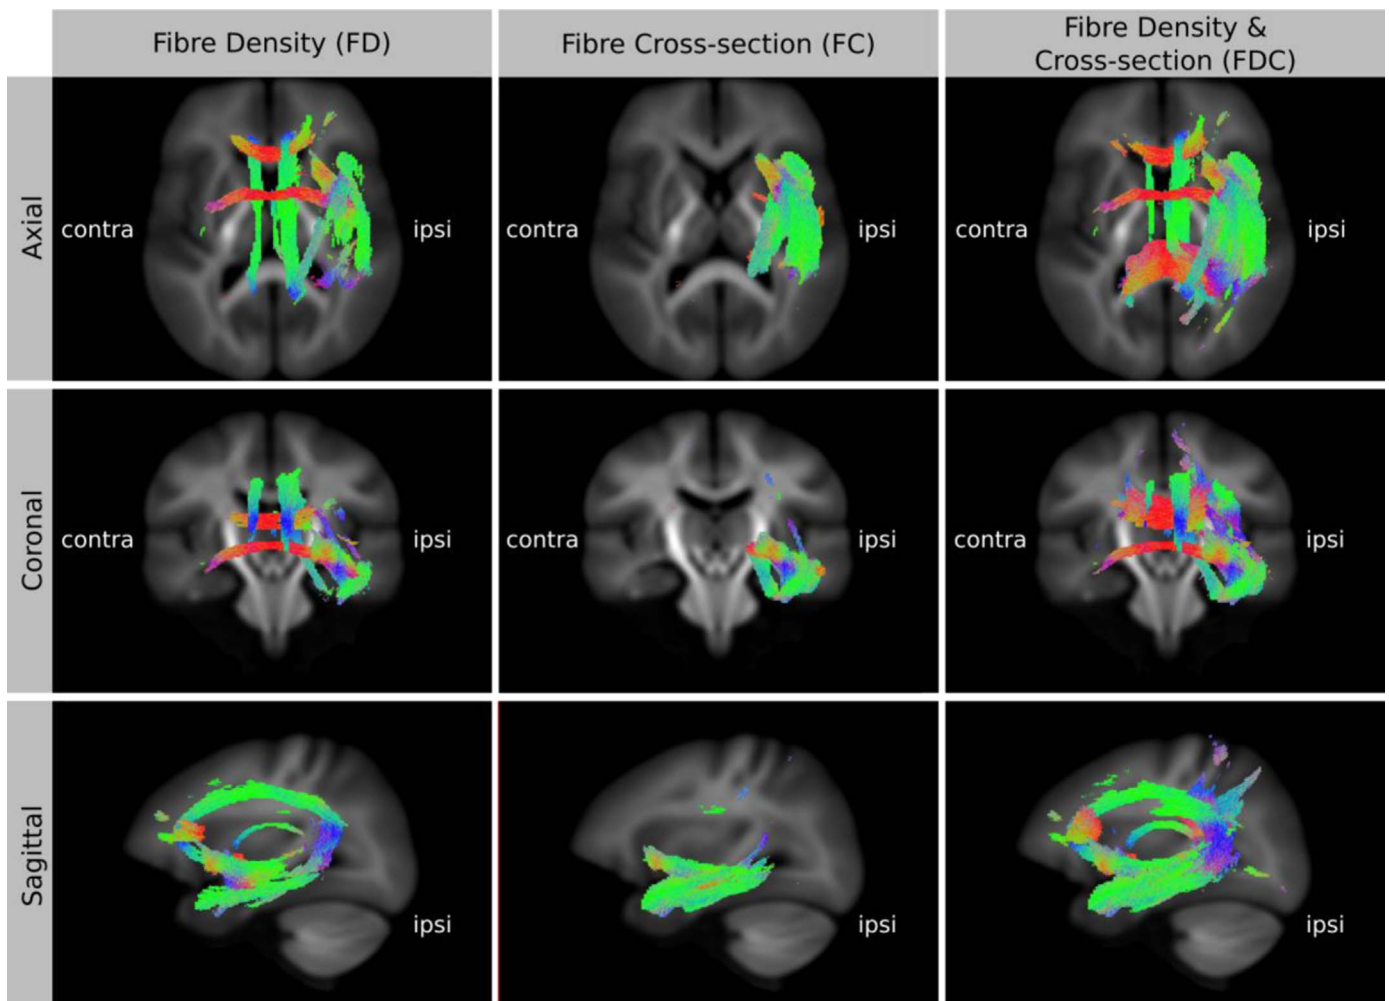 Fibre Density (FD)
Fibre Cross-section (FC)
Fibre Density &
Cross-section (FDC)
Axial
contra
ipsi
contra
ipsi
contra
ipsi
Coronal
contra
ipsi
contra
ipsi
contra
ipsi
Sagittal
ipsi
ipsi
ipsi